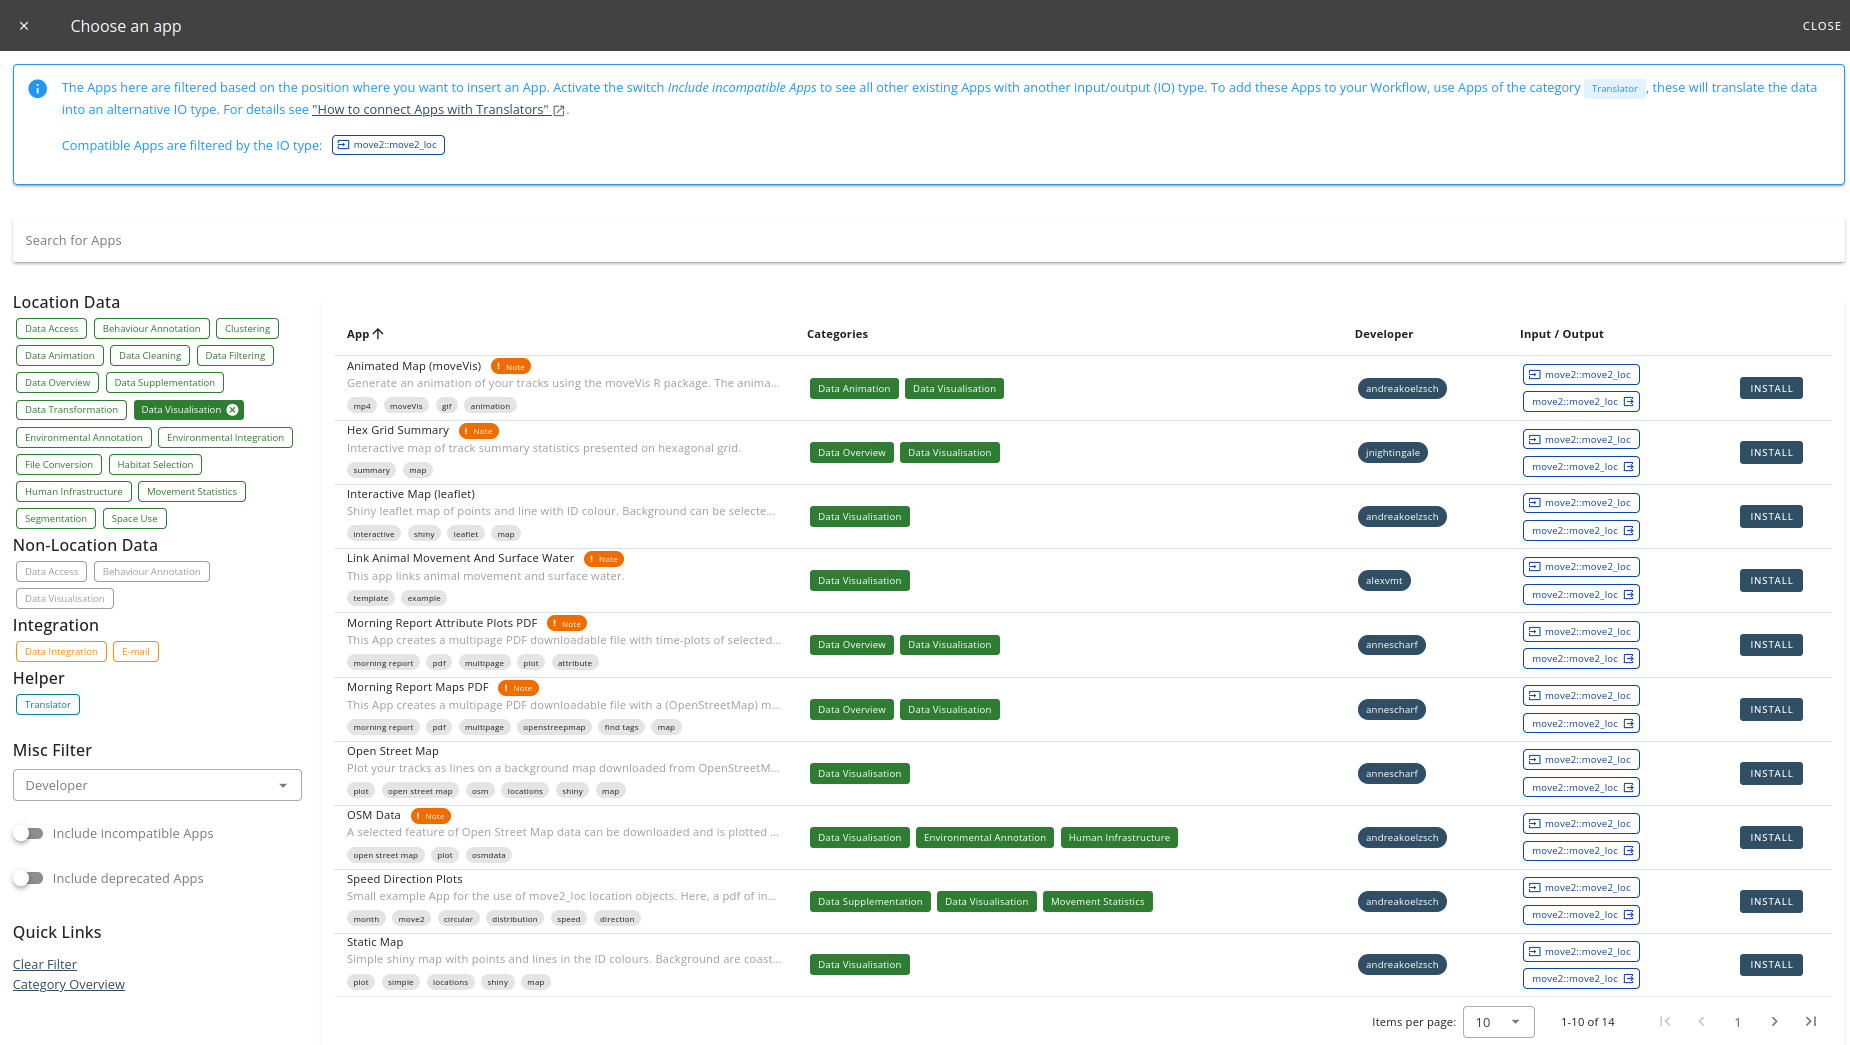 Choose an app
CLOSE
The Apps here are filtered based on the position where you want to insert an App. Activate the switch Include incompatible Apps to see all other existing Apps with another input/output (IO) type. To add these Apps to your Workflow, use Apps of the category Translator , these will translate the data
into an alternative IO type. For details see "How to connect Apps with Translators" .
Compatible Apps are filtered by the IO type: move2::move2_loc
Search for Apps
Location Data
Data Access Behaviour Annotation Clustering
Data Animation Data Cleaning Data Filtering
Data Overview Data Supplementation
Data Transformation Data Visualisation
Environmental Annotation Environmental Integration
File Conversion Habitat Selection
Human Infrastructure Movement Statistics
Segmentation Space Use
Non-Location Data
Data Access Behaviour Annotation
Data Visualisation
Integration
Data Integration E-mail
Helper
Translator
Misc Filter
Developer
Include incompatible Apps
Include deprecated Apps
Quick Links
Clear Filter
Category Overview
App Categories Developer Input / Output
Animated Map (moveVis) ! Note
Generate an animation of your tracks using the moveVis R package. The anima...
mp4 moveVis gif animation
Data Animation Data Visualisation
andreakoelzsch
move2::move2_loc
move2::move2_loc
INSTALL
Hex Grid Summary ! Note
Interactive map of track summary statistics presented on hexagonal grid.
summary map
Data Overview Data Visualisation
jnightingale
move2::move2_loc
move2::move2_loc
INSTALL
Interactive Map (leaflet)
Shiny leaflet map of points and line with ID colour. Background can be selecte...
interactive shiny leaflet map
Data Visualisation
andreakoelzsch
move2::move2_loc
move2::move2_loc
INSTALL
Link Animal Movement And Surface Water ! Note
This app links animal movement and surface water.
template example
Data Visualisation
alexvmt
move2::move2_loc
move2::move2_loc
INSTALL
Morning Report Attribute Plots PDF ! Note
This App creates a multipage PDF downloadable file with time-plots of selected...
morning report pdf multipage plot attribute
Data Overview Data Visualisation
annescharf
move2::move2_loc
move2::move2_loc
INSTALL
Morning Report Maps PDF ! Note
This App creates a multipage PDF downloadable file with a (OpenStreetMap) m...
morning report pdf multipage openstreepmap find tags map
Data Overview Data Visualisation
annescharf
move2::move2_loc
move2::move2_loc
INSTALL
Open Street Map
Plot your tracks as lines on a background map downloaded from OpenStreetM...
plot open street map osm locations shiny map
Data Visualisation
annescharf
move2::move2_loc
move2::move2_loc
INSTALL
OSM Data ! Note
A selected feature of Open Street Map data can be downloaded and is plotted ...
open street map plot osmdata
Data Visualisation Environmental Annotation Human Infrastructure
andreakoelzsch
move2::move2_loc
move2::move2_loc
INSTALL
Speed Direction Plots
Small example App for the use of move2_loc location objects. Here, a pdf of in...
month move2 circular distribution speed direction
Data Supplementation Data Visualisation Movement Statistics
andreakoelzsch
move2::move2_loc
move2::move2_loc
INSTALL
Static Map
Simple shiny map with points and lines in the ID colours. Background are coast...
plot simple locations shiny map
Data Visualisation
andreakoelzsch
move2::move2_loc
move2::move2_loc
INSTALL
Items per page: 10 1-10 of 14 1